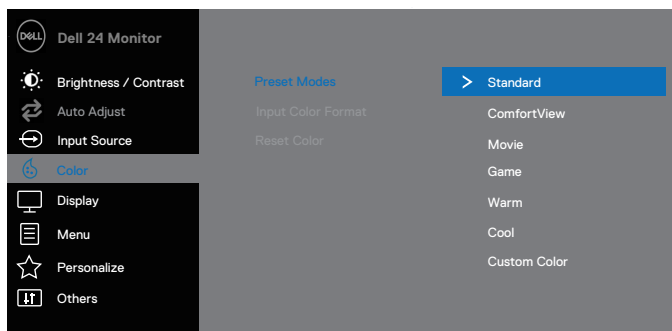 DELL Dell 24 Monitor
Brightness / Contrast
Auto Adjust
Input Source
Color
Display
Menu
Personalize
Others
Preset Modes
Input Color Format
Reset Color
> Standard
ComfortView
Movie
Game
Warm
Cool
Custom Color